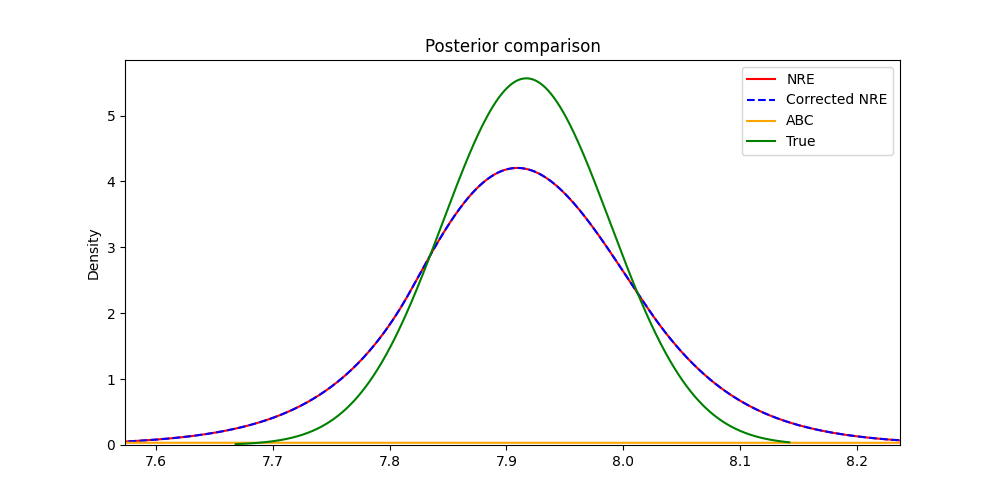 Posterior comparison
NRE
Corrected NRE
ABC
True
Density
5
4
3
2
1
0
7.6 7.7 7.8 7.9 8.0 8.1 8.2